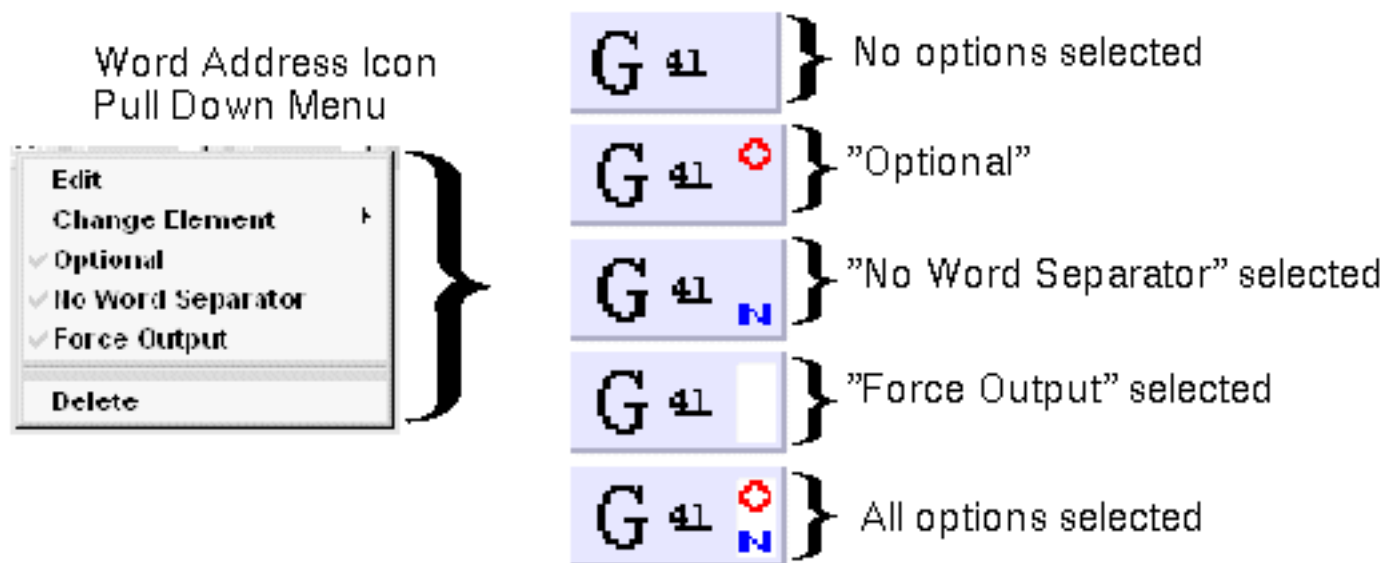 Word Address Icon
Pull Down Menu
Edit
Change Element
Optional
No Word Separator
Force Output
Delete
G 41
No options selected
G 41
”Optional”
G 41 N
”No Word Separator” selected
G 41
”Force Output” selected
G 41 N
All options selected